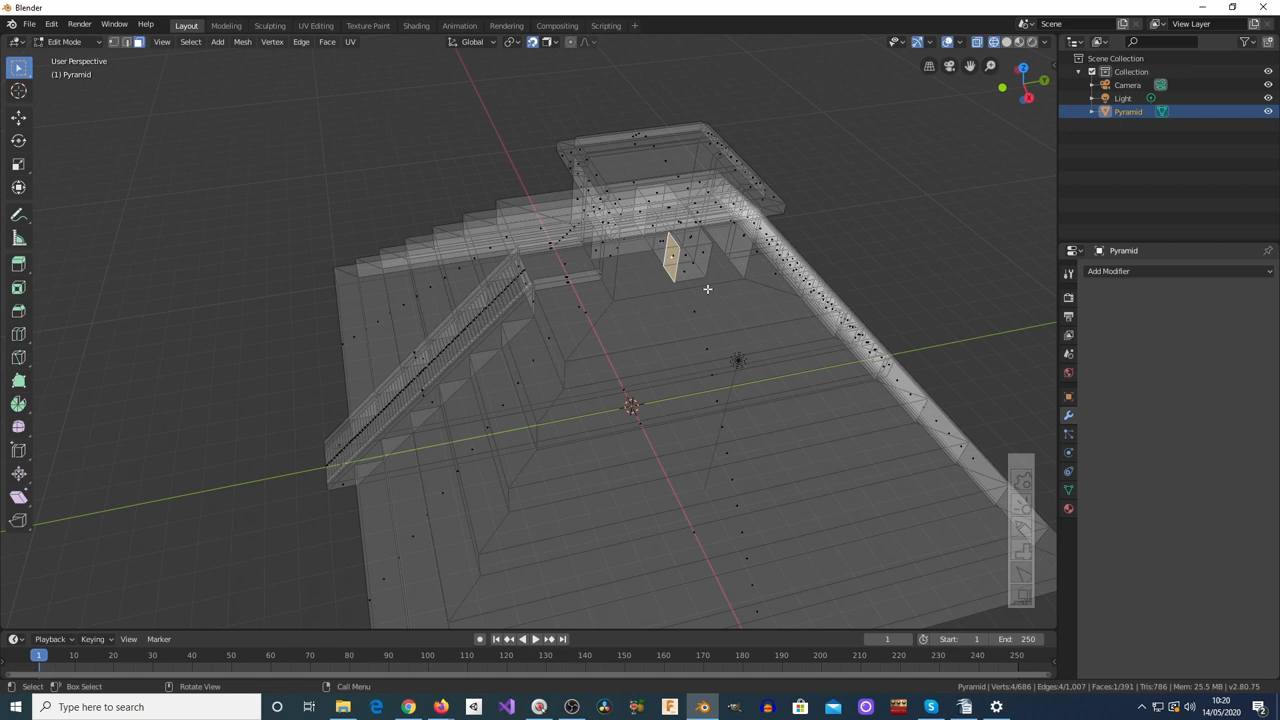 Blender
File Edit Render Window Help Layout Modeling Sculpting UV Editing Texture Paint Shading Animation Rendering Compositing Scripting + Scene View Layer
Edit Mode View Select Add Mesh Vertex Edge Face UV Global
User Perspective
(1) Pyramid
Z
Y
X
Scene Collection
Collection
Camera
Light
Pyramid
Pyramid
Add Modifier
Playback Keying View Marker 1 Start: 1 End: 250
1 10 20 30 40 50 60 70 80 90 100 110 120 130 140 150 160 170 180 190 200 210 220 230 240 250
Select Box Select Rotate View Call Menu Pyramid | Verts:4/686 | Edges:4/1,007 | Faces:1/391 | Tris:786 | Mem: 25.5 MB | v2.80.75
Type here to search
10:20
14/05/2020
2